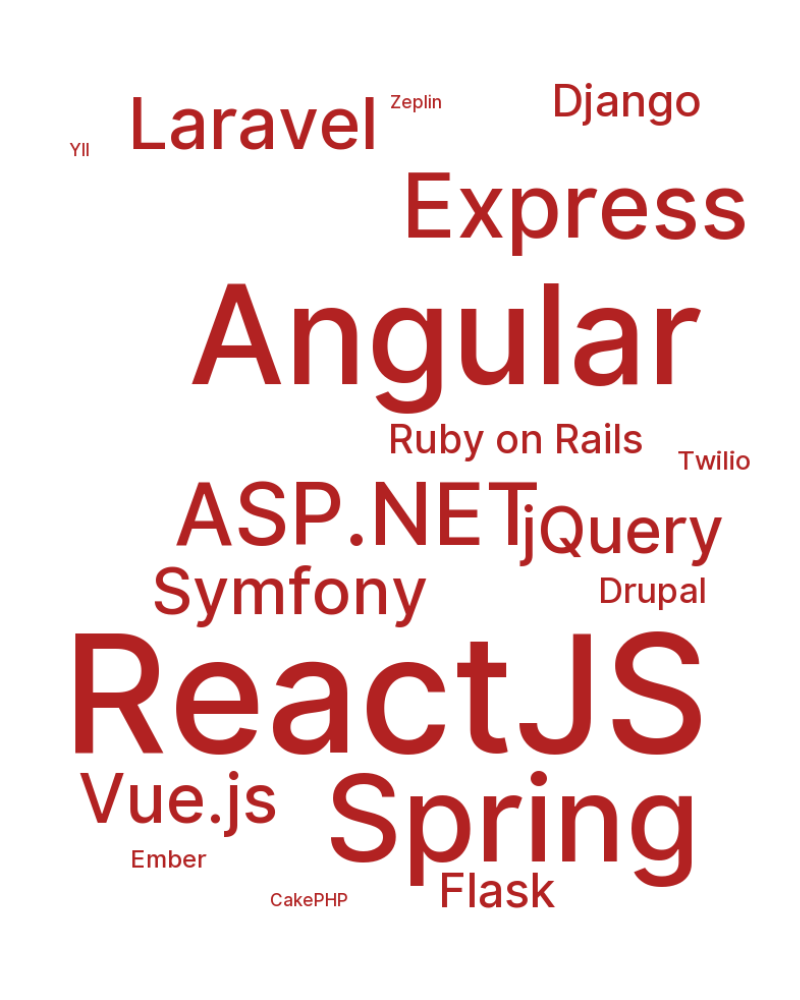 Django
Zeplin
Laravel
YII
Express
Angular
Ruby on Rails
Twilio
ASP.NET
jQuery
Symfony
Drupal
ReactJS
Vue.js
Spring
Ember
Flask
CakePHP